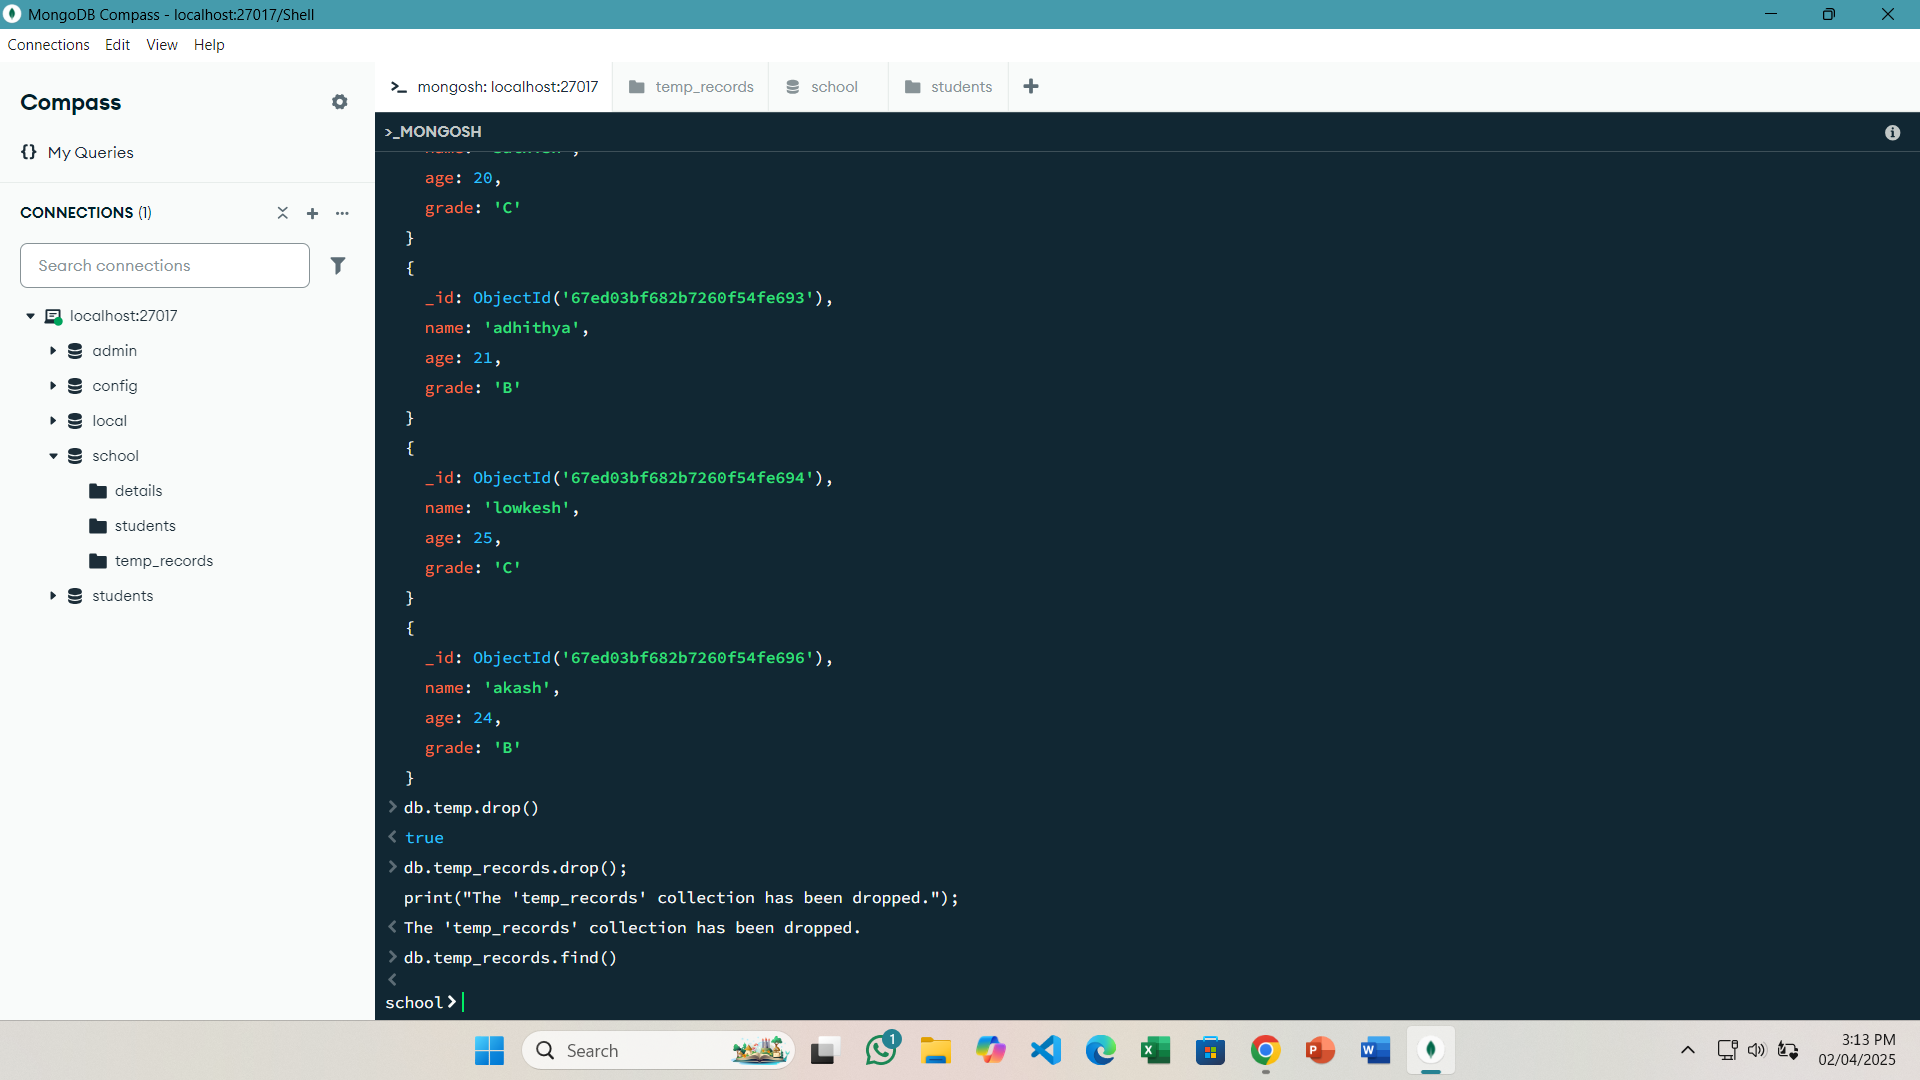 MongoDB Compass - localhost:27017/Shell
Connections Edit View Help
Compass
{} My Queries
CONNECTIONS (1)
Search connections
localhost:27017
admin
config
local
school
details
students
temp_records
students
>_ mongosh: localhost:27017
temp_records
school
students
>_MONGOSH
age: 20,
grade: 'C'
}
{
_id: ObjectId('67ed03bf682b7260f54fe693'),
name: 'adhithya',
age: 21,
grade: 'B'
}
{
_id: ObjectId('67ed03bf682b7260f54fe694'),
name: 'lowkesh',
age: 25,
grade: 'C'
}
{
_id: ObjectId('67ed03bf682b7260f54fe696'),
name: 'akash',
age: 24,
grade: 'B'
}
> db.temp.drop()
< true
> db.temp_records.drop();
print("The 'temp_records' collection has been dropped.");
< The 'temp_records' collection has been dropped.
> db.temp_records.find()
<
school>
Search
1
3:13 PM
02/04/2025